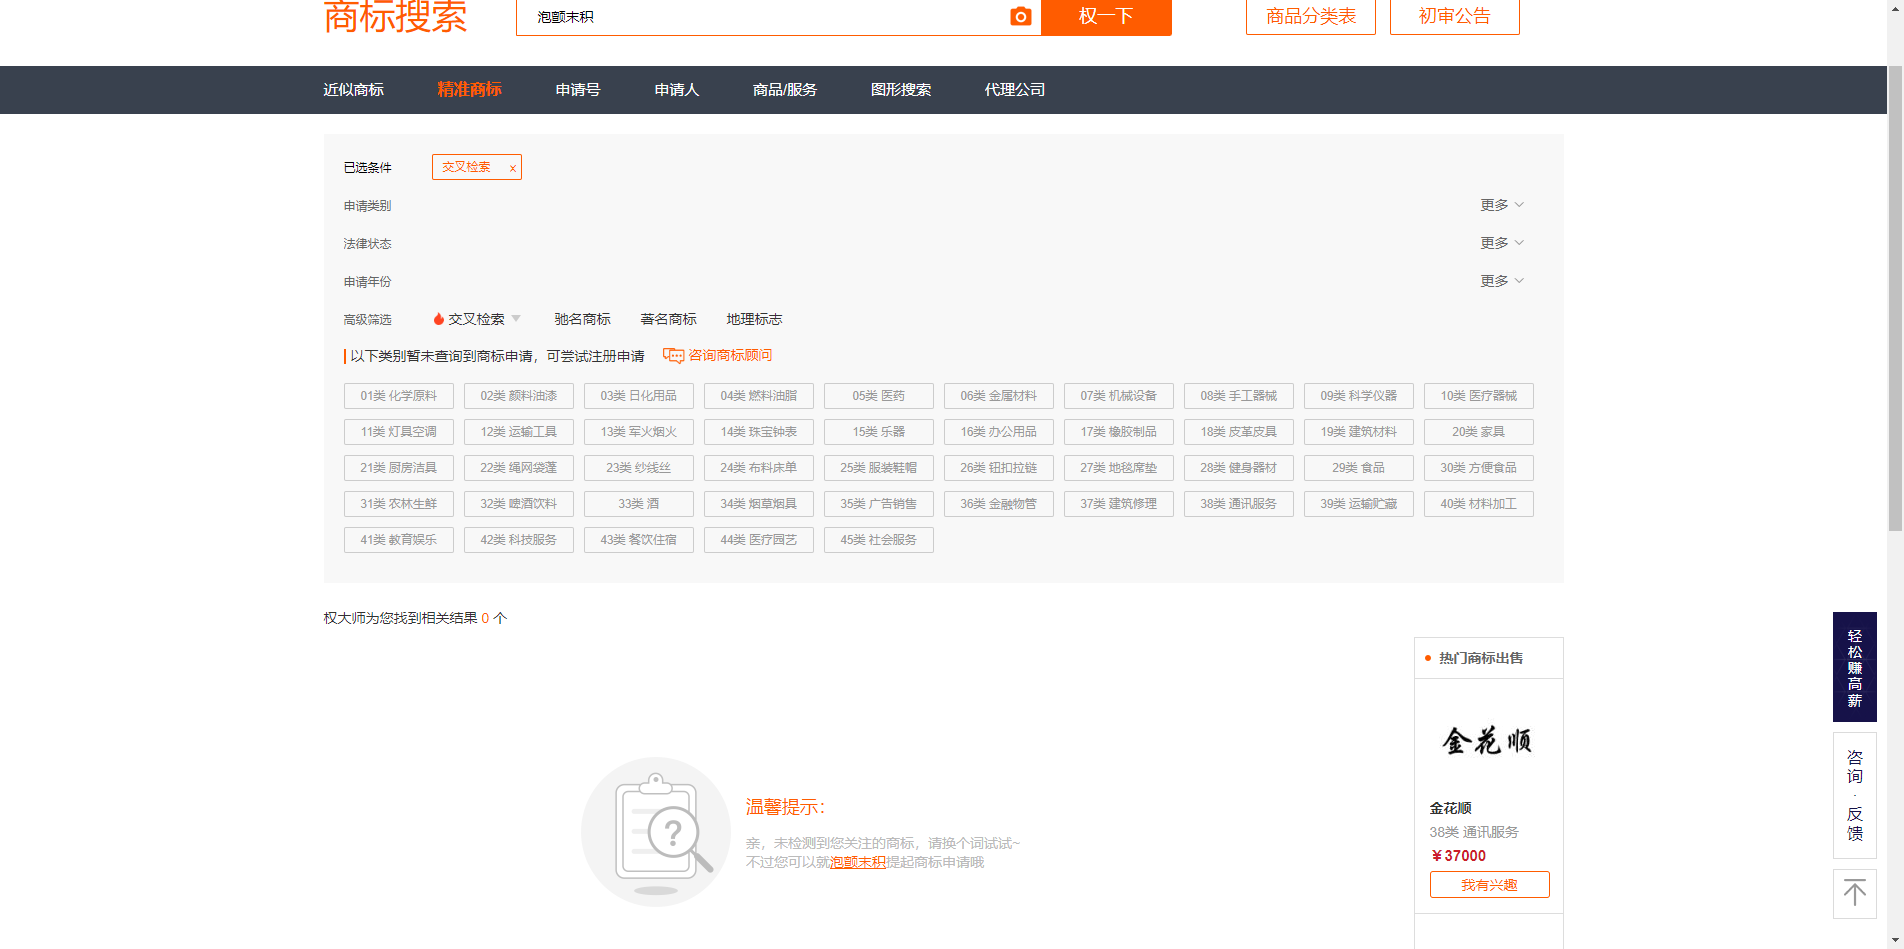 商标搜索
泡颤末积
权一下
商品分类表
初审公告
近似商标 精准商标 申请号 申请人 商品/服务 图形搜索 代理公司
已选条件 交叉检索 x
申请类别 更多
法律状态 更多
申请年份 更多
高级筛选 交叉检索 驰名商标 著名商标 地理标志
以下类别暂未查询到商标申请，可尝试注册申请 咨询商标顾问
01类 化学原料 02类 颜料油漆 03类 日化用品 04类 燃料油脂 05类 医药 06类 金属材料 07类 机械设备 08类 手工器械 09类 科学仪器 10类 医疗器械
11类 灯具空调 12类 运输工具 13类 军火烟火 14类 珠宝钟表 15类 乐器 16类 办公用品 17类 橡胶制品 18类 皮革皮具 19类 建筑材料 20类 家具
21类 厨房洁具 22类 绳网袋蓬 23类 纱线丝 24类 布料床单 25类 服装鞋帽 26类 钮扣拉链 27类 地毯席垫 28类 健身器材 29类 食品 30类 方便食品
31类 农林生鲜 32类 啤酒饮料 33类 酒 34类 烟草烟具 35类 广告销售 36类 金融物管 37类 建筑修理 38类 通讯服务 39类 运输贮藏 40类 材料加工
41类 教育娱乐 42类 科技服务 43类 餐饮住宿 44类 医疗园艺 45类 社会服务
权大师为您找到相关结果 0 个
热门商标出售
金花顺
金花顺
38类 通讯服务
￥37000
我有兴趣
温馨提示：
亲，未检测到您关注的商标，请换个词试试~
不过您可以就泡颤末积提起商标申请哦
轻松赚高薪
咨询·反馈